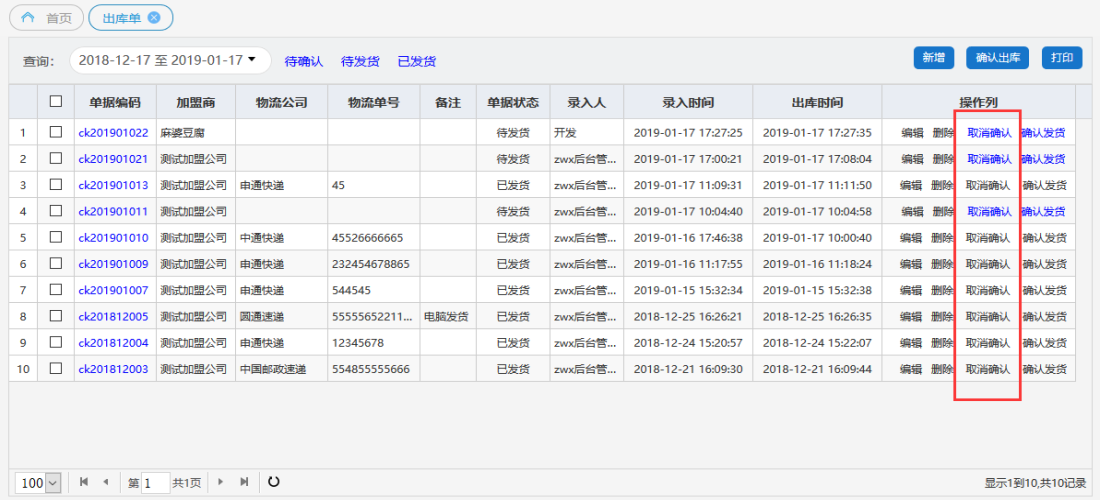 首页 出库单
查询: 2018-12-17 至 2019-01-17 待确认 待发货 已发货 新增 确认出库 打印
单据编码 加盟商 物流公司 物流单号 备注 单据状态 录入人 录入时间 出库时间 操作列
1 ck201901022 麻婆豆腐 待发货 开发 2019-01-17 17:27:25 2019-01-17 17:27:35 编辑 删除 取消确认 确认发货
2 ck201901021 测试加盟公司 待发货 zwx后台管... 2019-01-17 17:00:21 2019-01-17 17:08:04 编辑 删除 取消确认 确认发货
3 ck201901013 测试加盟公司 申通快递 45 已发货 zwx后台管... 2019-01-17 11:09:31 2019-01-17 11:11:50 编辑 删除 取消确认 确认发货
4 ck201901011 测试加盟公司 待发货 zwx后台管... 2019-01-17 10:04:40 2019-01-17 10:04:58 编辑 删除 取消确认 确认发货
5 ck201901010 测试加盟公司 中通快递 45526666665 已发货 zwx后台管... 2019-01-16 17:46:38 2019-01-17 10:00:40 编辑 删除 取消确认 确认发货
6 ck201901009 测试加盟公司 申通快递 232454678865 已发货 zwx后台管... 2019-01-16 11:17:55 2019-01-16 11:18:24 编辑 删除 取消确认 确认发货
7 ck201901007 测试加盟公司 申通快递 544545 已发货 zwx后台管... 2019-01-15 15:32:34 2019-01-15 15:32:38 编辑 删除 取消确认 确认发货
8 ck201812005 测试加盟公司 圆通速递 55555652211... 电脑发货 已发货 zwx后台管... 2018-12-25 16:26:21 2018-12-25 16:26:35 编辑 删除 取消确认 确认发货
9 ck201812004 测试加盟公司 申通快递 12345678 已发货 zwx后台管... 2018-12-24 15:20:57 2018-12-24 15:22:07 编辑 删除 取消确认 确认发货
10 ck201812003 测试加盟公司 中国邮政速递 554855555666 已发货 zwx后台管... 2018-12-21 16:09:30 2018-12-21 16:09:44 编辑 删除 取消确认 确认发货
100 第 1 共1页 显示1到10,共10记录